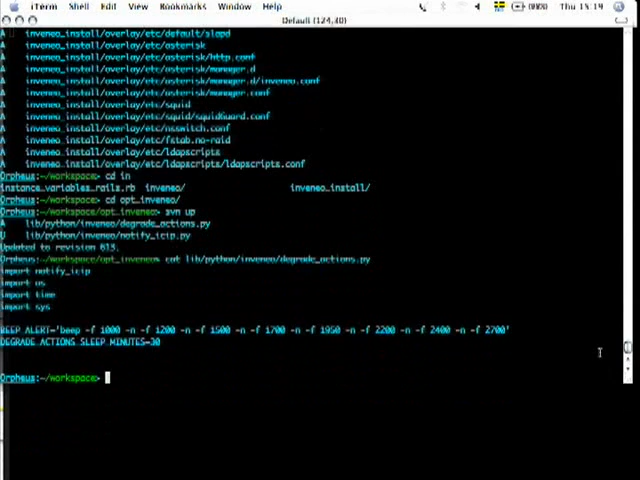 iTerm Shell Edit View Bookmarks Window Help Thu 15:19
Default (124,40)
A inveneo_install/overlay/etc/default/slapd
A inveneo_install/overlay/etc/asterisk
A inveneo_install/overlay/etc/asterisk/http.conf
A inveneo_install/overlay/etc/asterisk/manager.d
A inveneo_install/overlay/etc/asterisk/manager.d/inveneo.conf
A inveneo_install/overlay/etc/asterisk/manager.conf
A inveneo_install/overlay/etc/squid
A inveneo_install/overlay/etc/squid/squidGuard.conf
A inveneo_install/overlay/etc/nsswitch.conf
A inveneo_install/overlay/etc/fstab.no-raid
A inveneo_install/overlay/etc/ldapscripts
A inveneo_install/overlay/etc/ldapscripts/ldapscripts.conf
Orpheus:~/workspace> cd in
instance_variables_rails.rb inveneo/ inveneo_install/
Orpheus:~/workspace> cd opt_inveneo/
Orpheus:~/workspace/opt_inveneo> svn up
A lib/python/inveneo/degrade_actions.py
U lib/python/inveneo/notify_icip.py
Updated to revision 613.
Orpheus:~/workspace/opt_inveneo> cat lib/python/inveneo/degrade_actions.py
import notify_icip
import os
import time
import sys
BEEP_ALERT='beep -f 1000 -n -f 1200 -n -f 1500 -n -f 1700 -n -f 1950 -n -f 2200 -n -f 2400 -n -f 2700'
DEGRADE_ACTIONS_SLEEP_MINUTES=30
Orpheus:~/workspace>